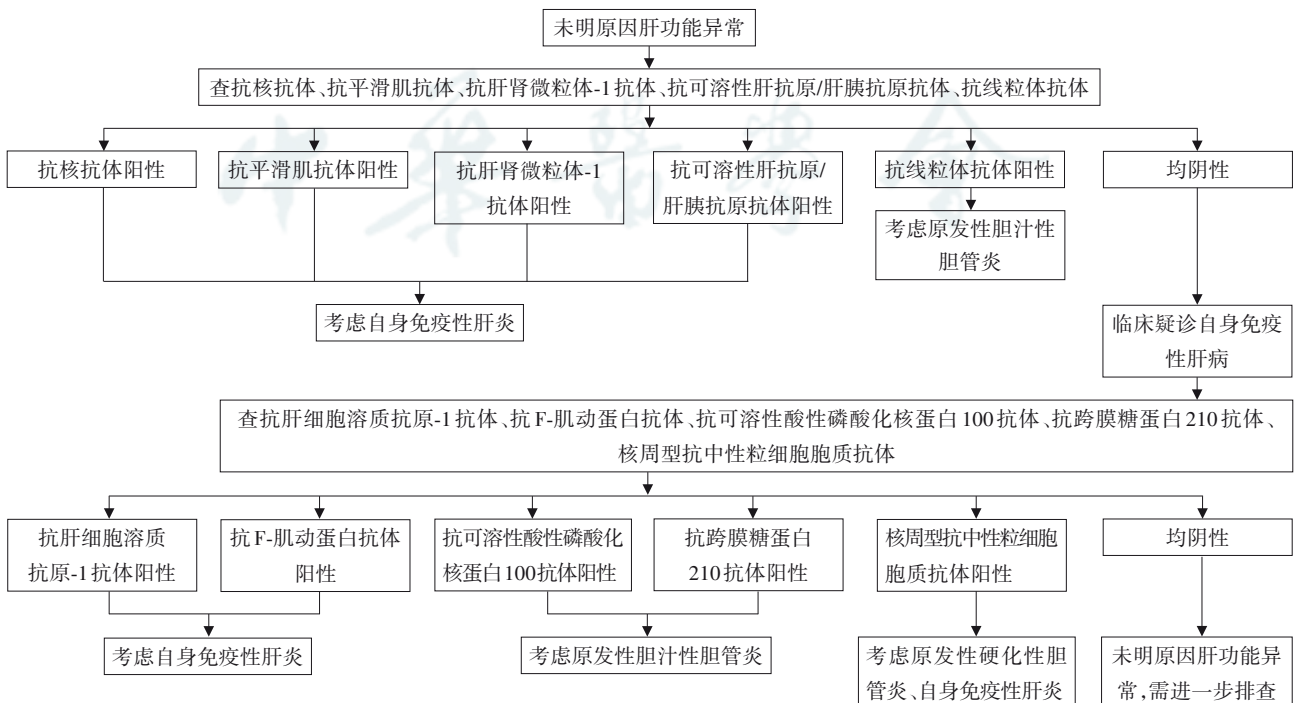 未明原因肝功能异常
查抗核抗体、抗平滑肌抗体、抗肝肾微粒体-1抗体、抗可溶性肝抗原/肝胰抗原抗体、抗线粒体抗体
抗核抗体阳性
抗平滑肌抗体阳性
抗肝肾微粒体-1
抗体阳性
抗可溶性肝抗原/
肝胰抗原抗体阳性
抗线粒体抗体阳性
均阴性
考虑原发性胆汁性
胆管炎
考虑自身免疫性肝炎
临床疑诊自身免疫
性肝病
查抗肝细胞溶质抗原-1抗体、抗F-肌动蛋白抗体、抗可溶性酸性磷酸化核蛋白100抗体、抗跨膜糖蛋白210抗体、
核周型抗中性粒细胞胞质抗体
抗肝细胞溶质
抗原-1抗体阳性
抗F-肌动蛋白抗体
阳性
抗可溶性酸性磷酸化
核蛋白100抗体阳性
抗跨膜糖蛋白
210抗体阳性
核周型抗中性粒细胞
胞质抗体阳性
均阴性
考虑自身免疫性肝炎
考虑原发性胆汁性胆管炎
考虑原发性硬化性胆
管炎、自身免疫性肝炎
未明原因肝功能异
常,需进一步排查
中华醫學会